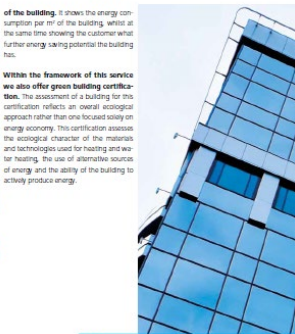 of the building. It shows the energy con-
sumption per m² of the building, whilst at
the same time showing the customer what
further energy saving potential the building
has.
Within the framework of this service
we also offer green building certifica-
tion. The assessment of a building for this
certification reflects an overall ecological
approach rather than one focused solely on
energy economy. This certification assesses
the ecological character of the materials
and technologies used for heating and wa-
ter heating, the use of alternative sources
of energy and the ability of the building to
actively produce energy.